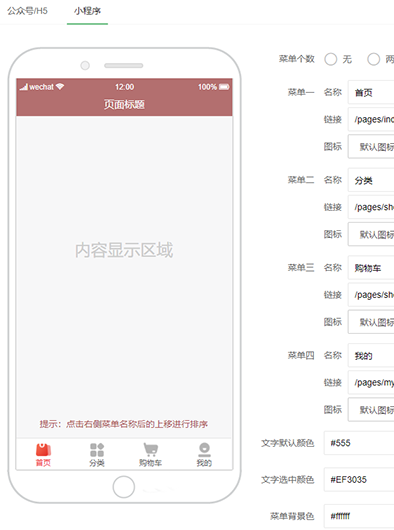 公众号/H5 小程序
wechat 12:00 100%
页面标题
内容显示区域
提示：点击右侧菜单名称后的上移进行排序
首页 分类 购物车 我的
菜单个数 无 两
菜单一 名称 首页
链接 /pages/ind
图标 默认图标
菜单二 名称 分类
链接 /pages/sho
图标 默认图标
菜单三 名称 购物车
链接 /pages/sho
图标 默认图标
菜单四 名称 我的
链接 /pages/my
图标 默认图标
文字默认颜色 #555
文字选中颜色 #EF3035
菜单背景色 #ffffff